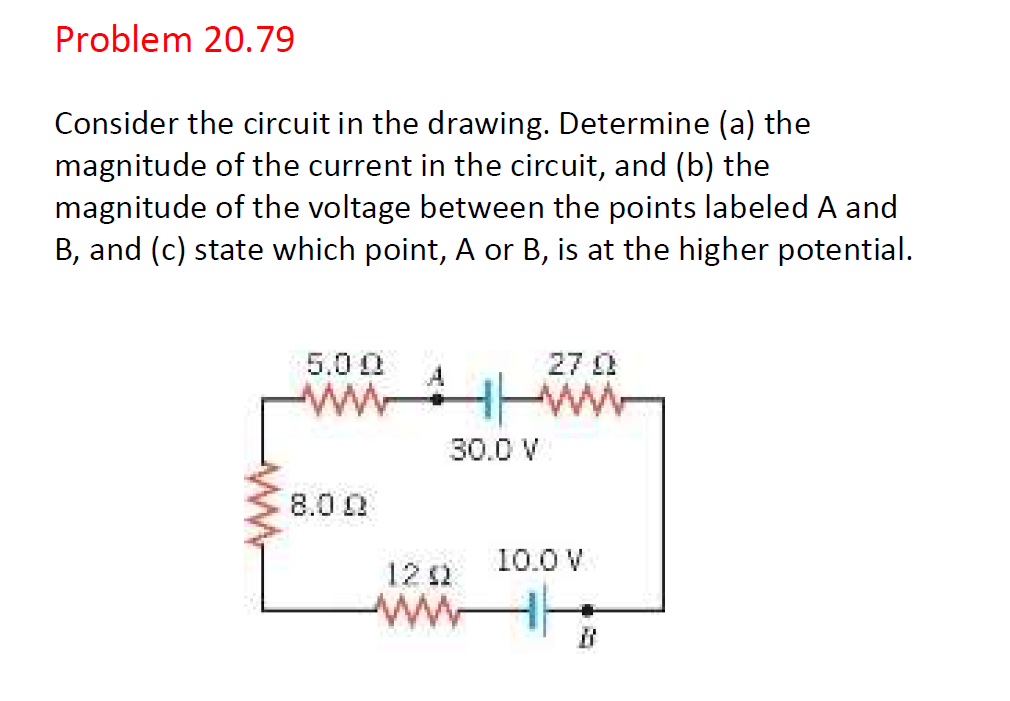 Problem 20.79
Consider the circuit in the drawing. Determine (a) the
magnitude of the current in the circuit, and (b) the
magnitude of the voltage between the points labeled A and
B, and (c) state which point, A or B, is at the higher potential.
5.0 Ω
A
27 Ω
30.0 V
8.0 Ω
12 Ω
10.0 V
B